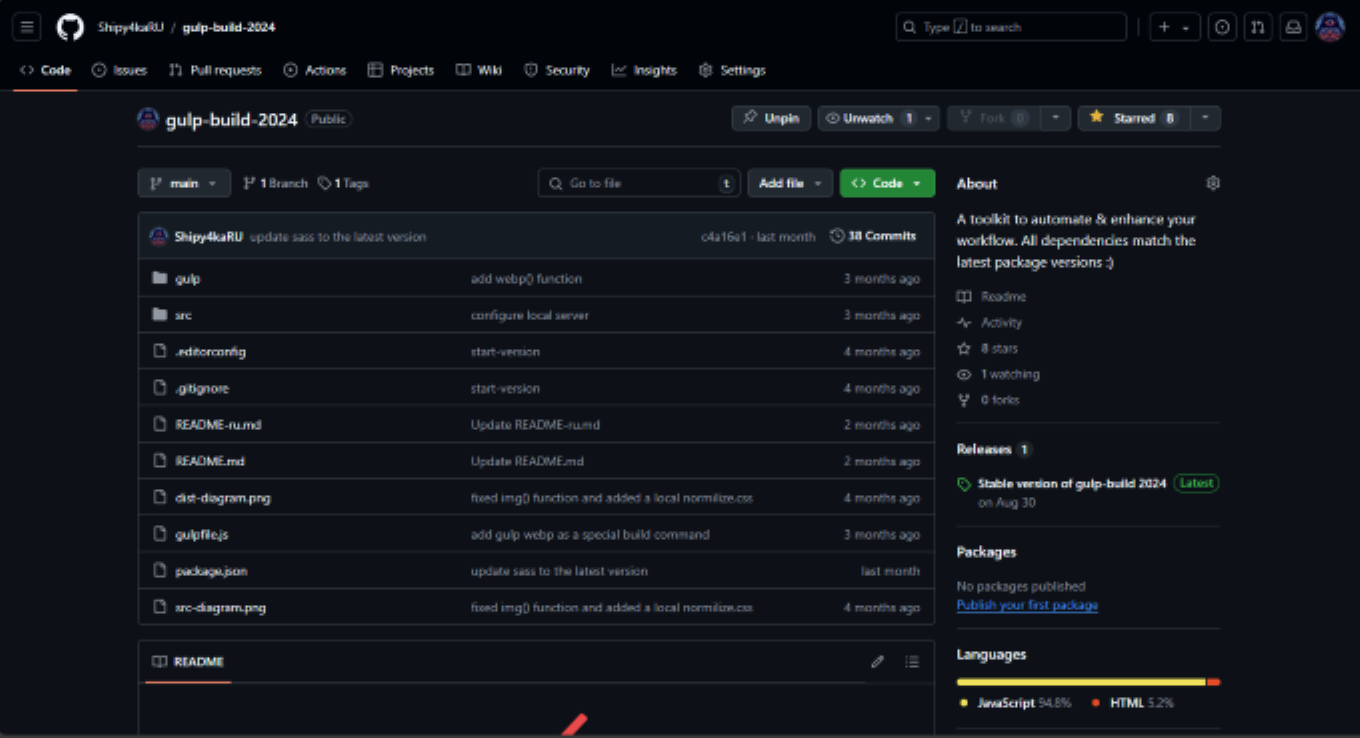 Shipy4kaRU / gulp-build-2024 Type / to search
Code Issues Pull requests Actions Projects Wiki Security Insights Settings
gulp-build-2024 Public Unpin Unwatch 1 Fork 0 Starred 8
main 1 Branch 1 Tags Go to file t Add file Code
Shipy4kaRU update sass to the latest version c4a16e1 · last month 38 Commits
gulp add webp() function 3 months ago
src configure local server 3 months ago
.editorconfig start-version 4 months ago
.gitignore start-version 4 months ago
README-ru.md Update README-ru.md 2 months ago
README.md Update README.md 2 months ago
dist-diagram.png fixed img() function and added a local normilize.css 4 months ago
gulpfile.js add gulp webp as a special build command 3 months ago
package.json update sass to the latest version last month
src-diagram.png fixed img() function and added a local normilize.css 4 months ago
README
About
A toolkit to automate & enhance your
workflow. All dependencies match the
latest package versions :)
Readme
Activity
8 stars
1 watching
0 forks
Releases 1
Stable version of gulp-build 2024 Latest
on Aug 30
Packages
No packages published
Publish your first package
Languages
JavaScript 94.8% HTML 5.2%